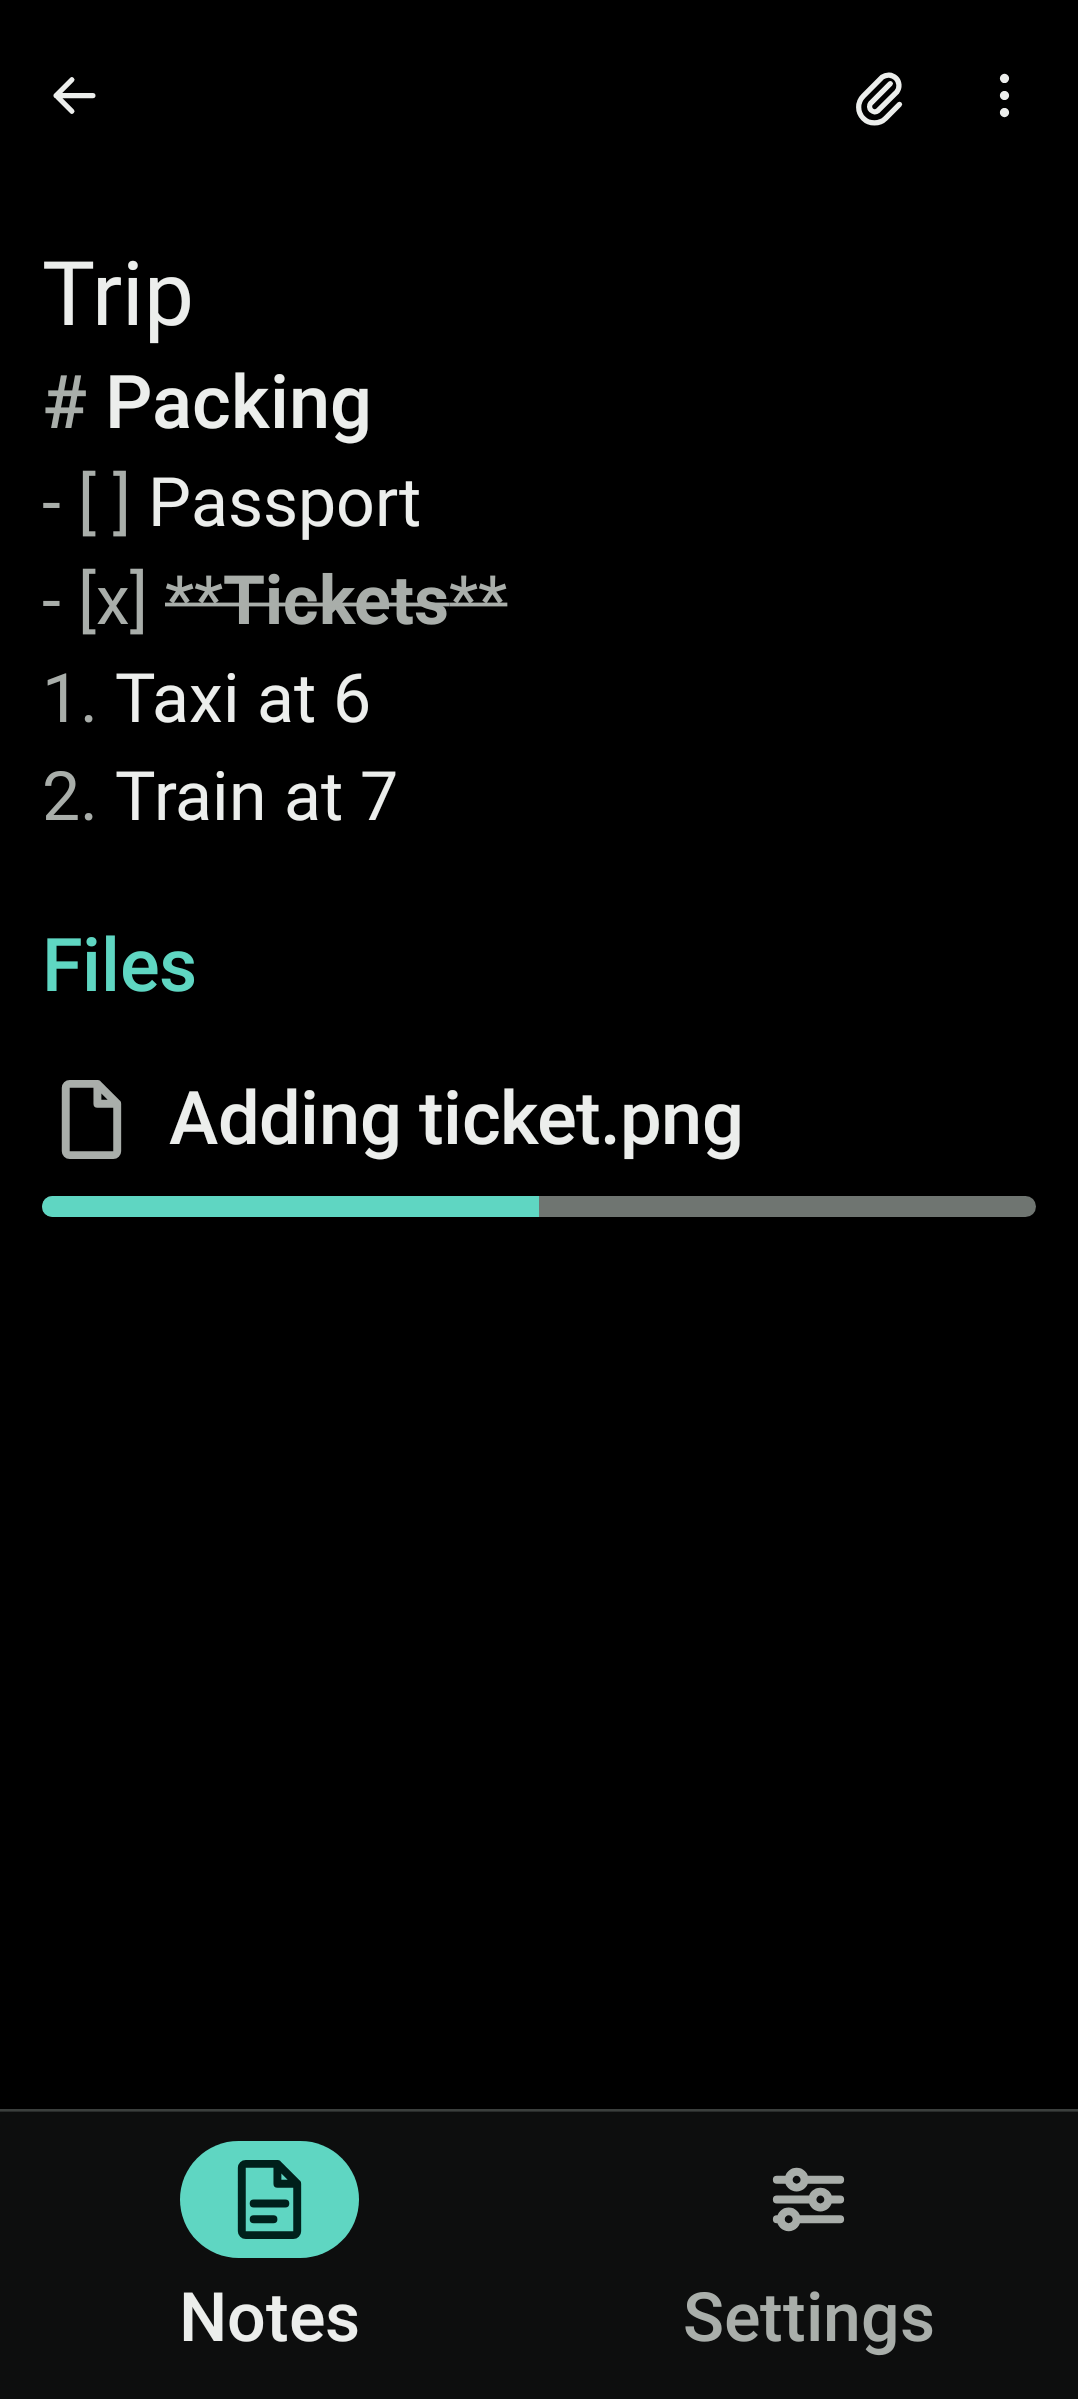 Trip
# Packing
- [ ] Passport
- [x] **Tickets**
1. Taxi at 6
2. Train at 7
Files
Adding ticket.png
Notes
Settings